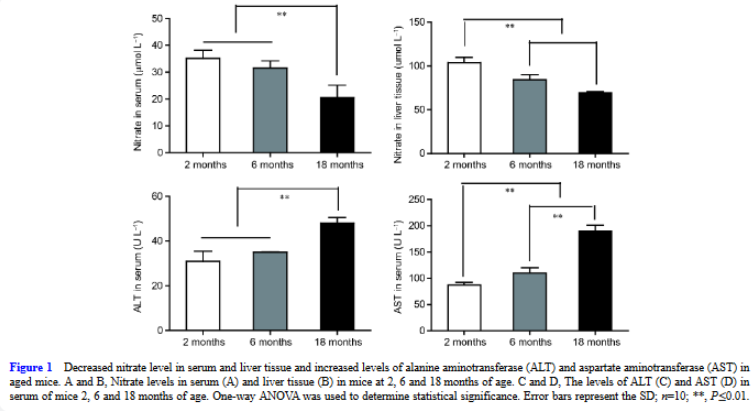 50
40
30
20
10
0
Nitrate in serum (μmol L⁻¹)
**
2 months
6 months
18 months
150
100
50
0
Nitrate in liver tissue (umol L⁻¹)
**
2 months
6 months
18 months
60
40
20
0
ALT in serum (U L⁻¹)
**
2 months
6 months
18 months
250
200
150
100
50
0
AST in serum (U L⁻¹)
**
**
2 months
6 months
18 months
Figure 1 Decreased nitrate level in serum and liver tissue and increased levels of alanine aminotransferase (ALT) and aspartate aminotransferase (AST) in
aged mice. A and B, Nitrate levels in serum (A) and liver tissue (B) in mice at 2, 6 and 18 months of age. C and D, The levels of ALT (C) and AST (D) in
serum of mice 2, 6 and 18 months of age. One-way ANOVA was used to determine statistical significance. Error bars represent the SD; n=10; **, P≤0.01.